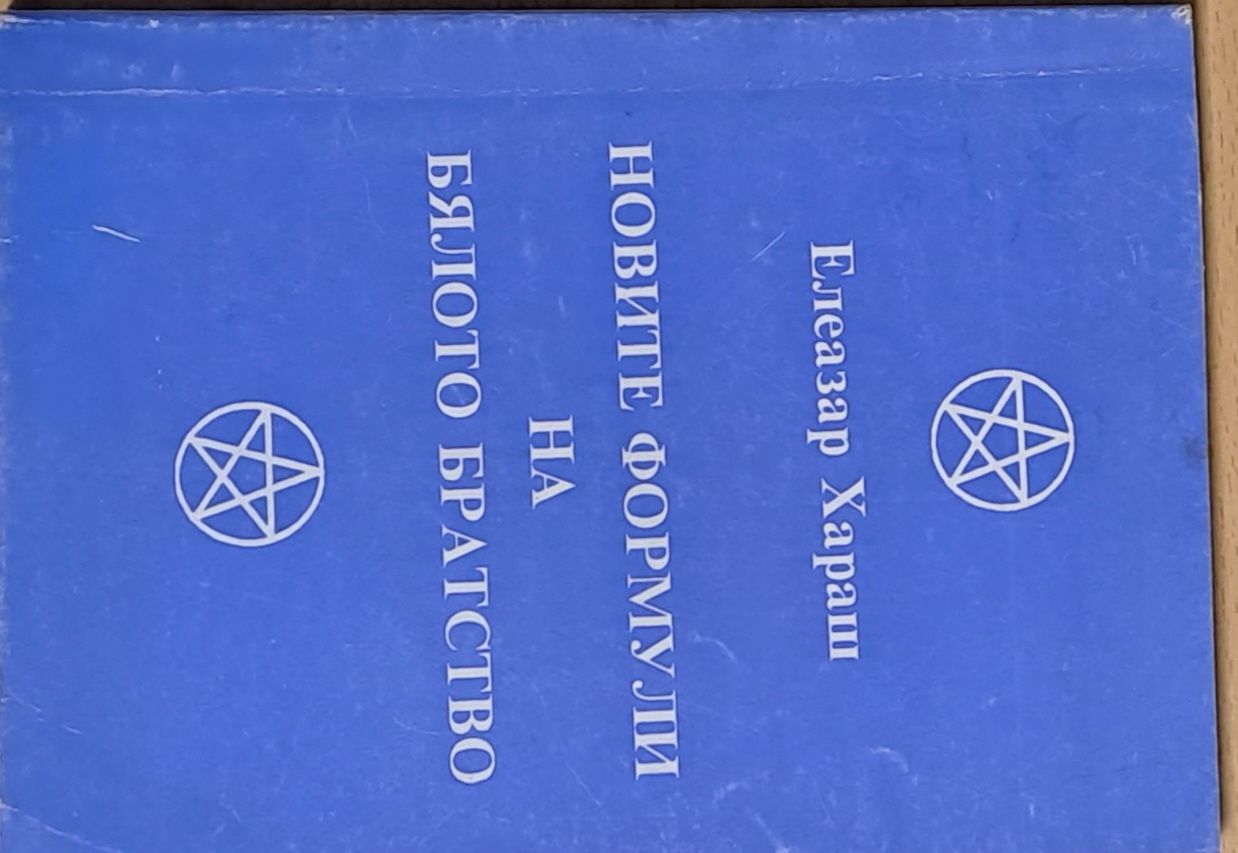 Елеазар Хараш
НОВИТЕ ФОРМУЛИ
НА
БЯЛОТО БРАТСТВО